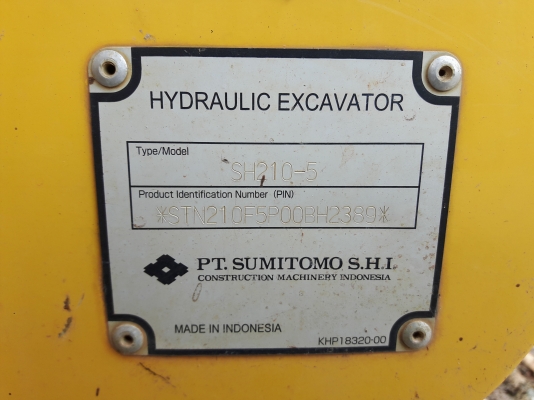 HYDRAULIC EXCAVATOR
Type/Model
SH210-5
Product Identification Number (PIN)
*STN210F5P00BH2389*
PT. SUMITOMO S.H.I.
CONSTRUCTION MACHINERY INDONESIA
MADE IN INDONESIA
KHP18320-00